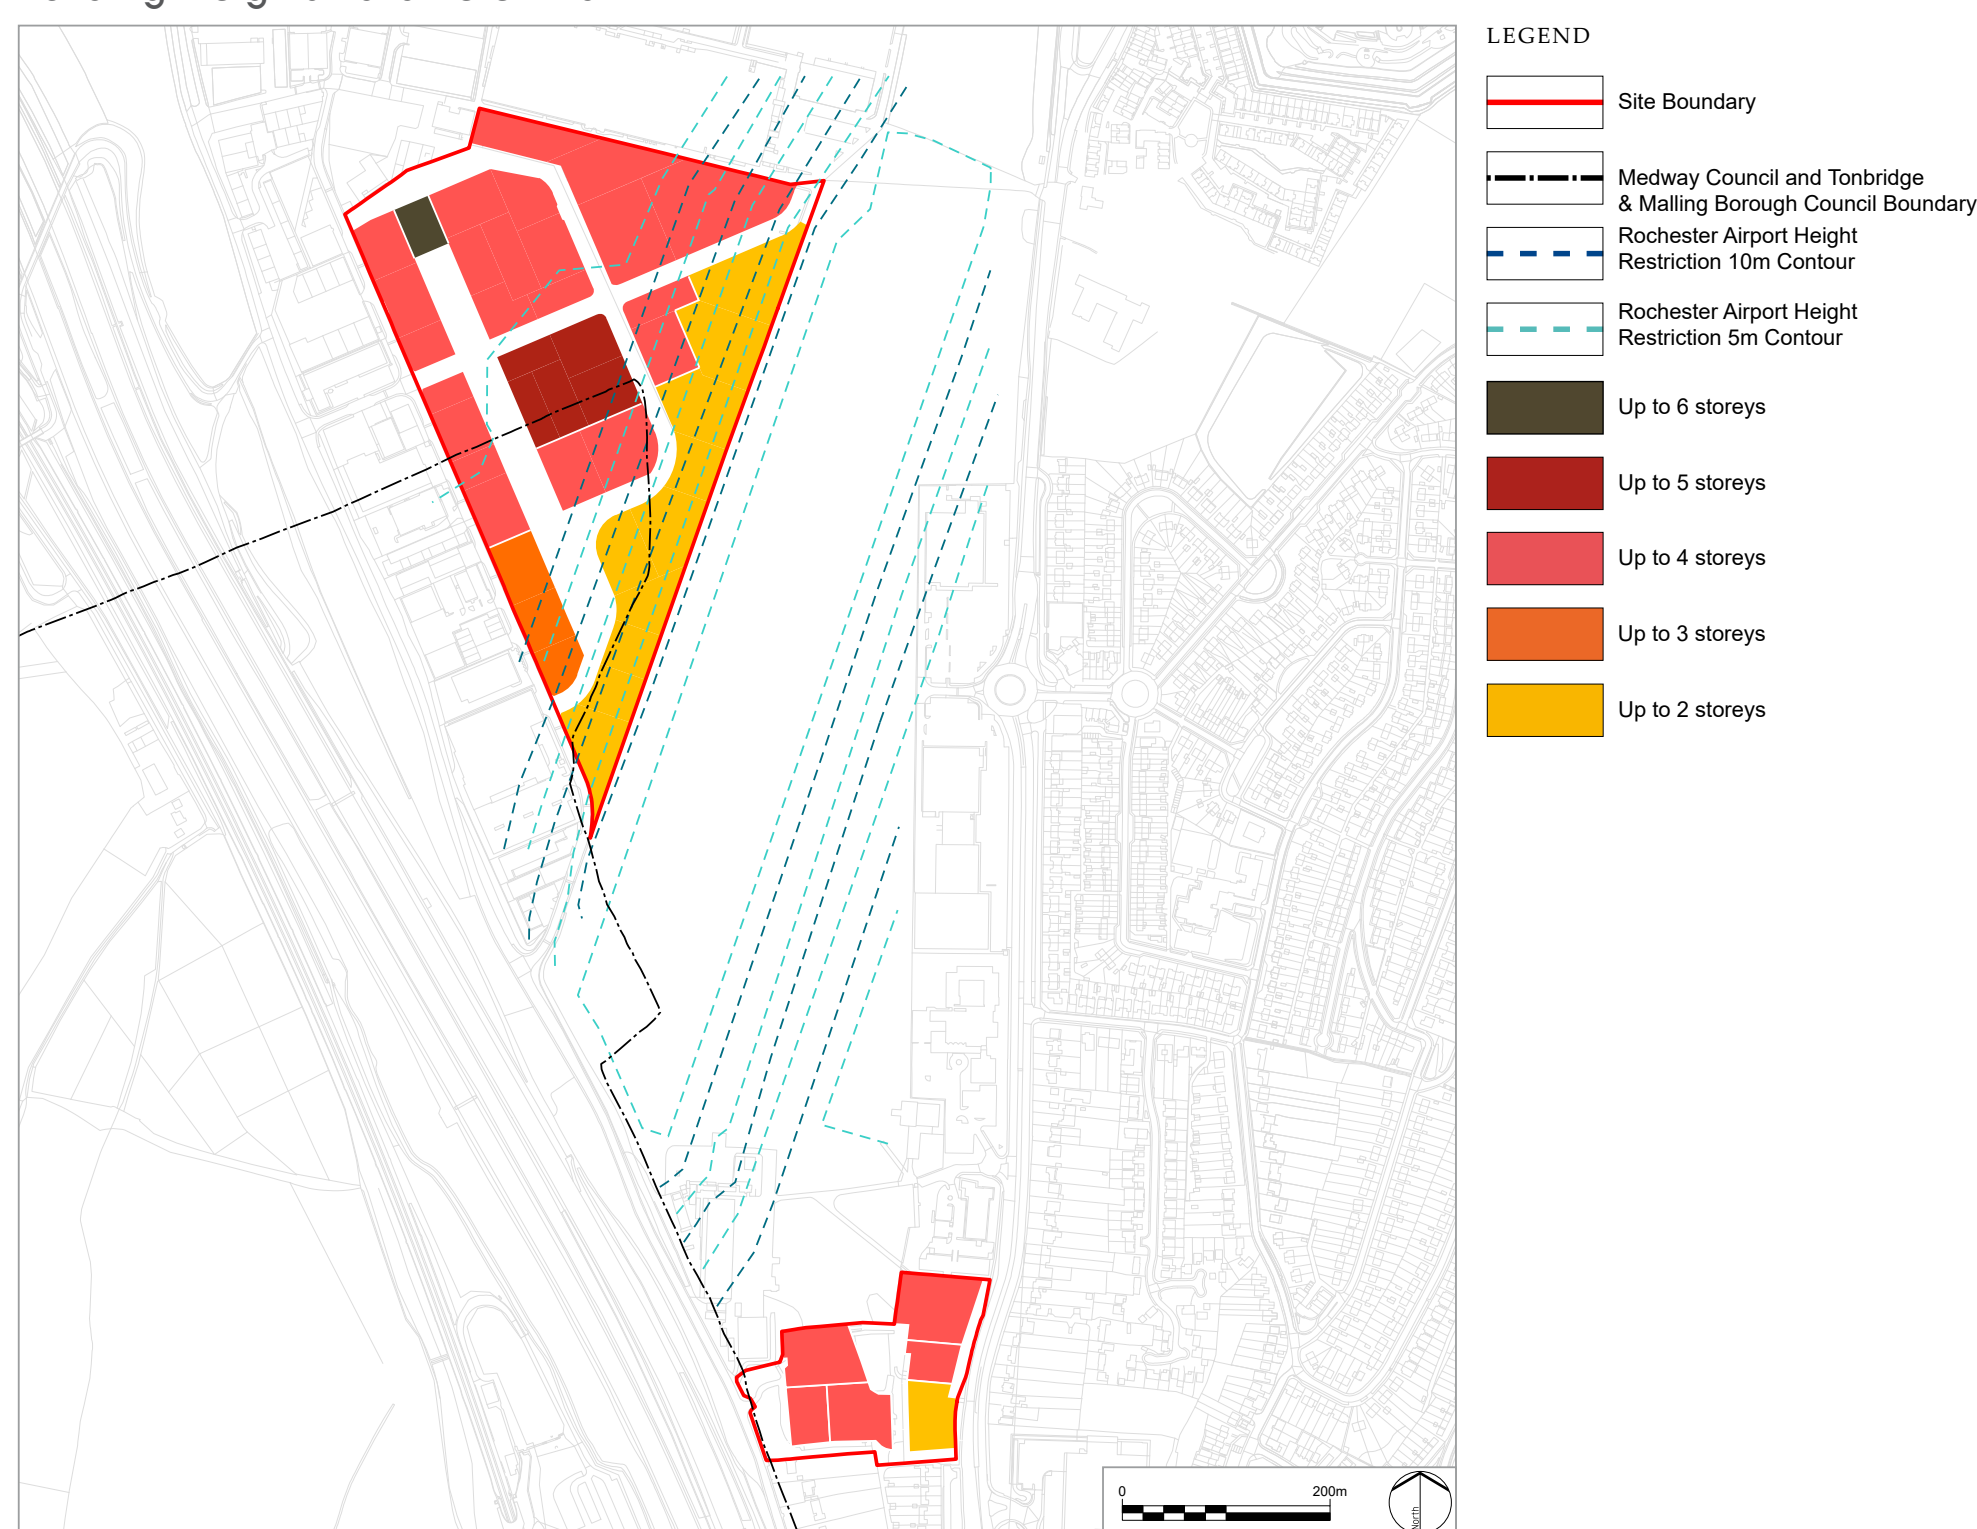 LEGEND
Site Boundary
Medway Council and Tonbridge
& Malling Borough Council Boundary
Rochester Airport Height
Restriction 10m Contour
Rochester Airport Height
Restriction 5m Contour
Up to 6 storeys
Up to 5 storeys
Up to 4 storeys
Up to 3 storeys
Up to 2 storeys
0 200m
North